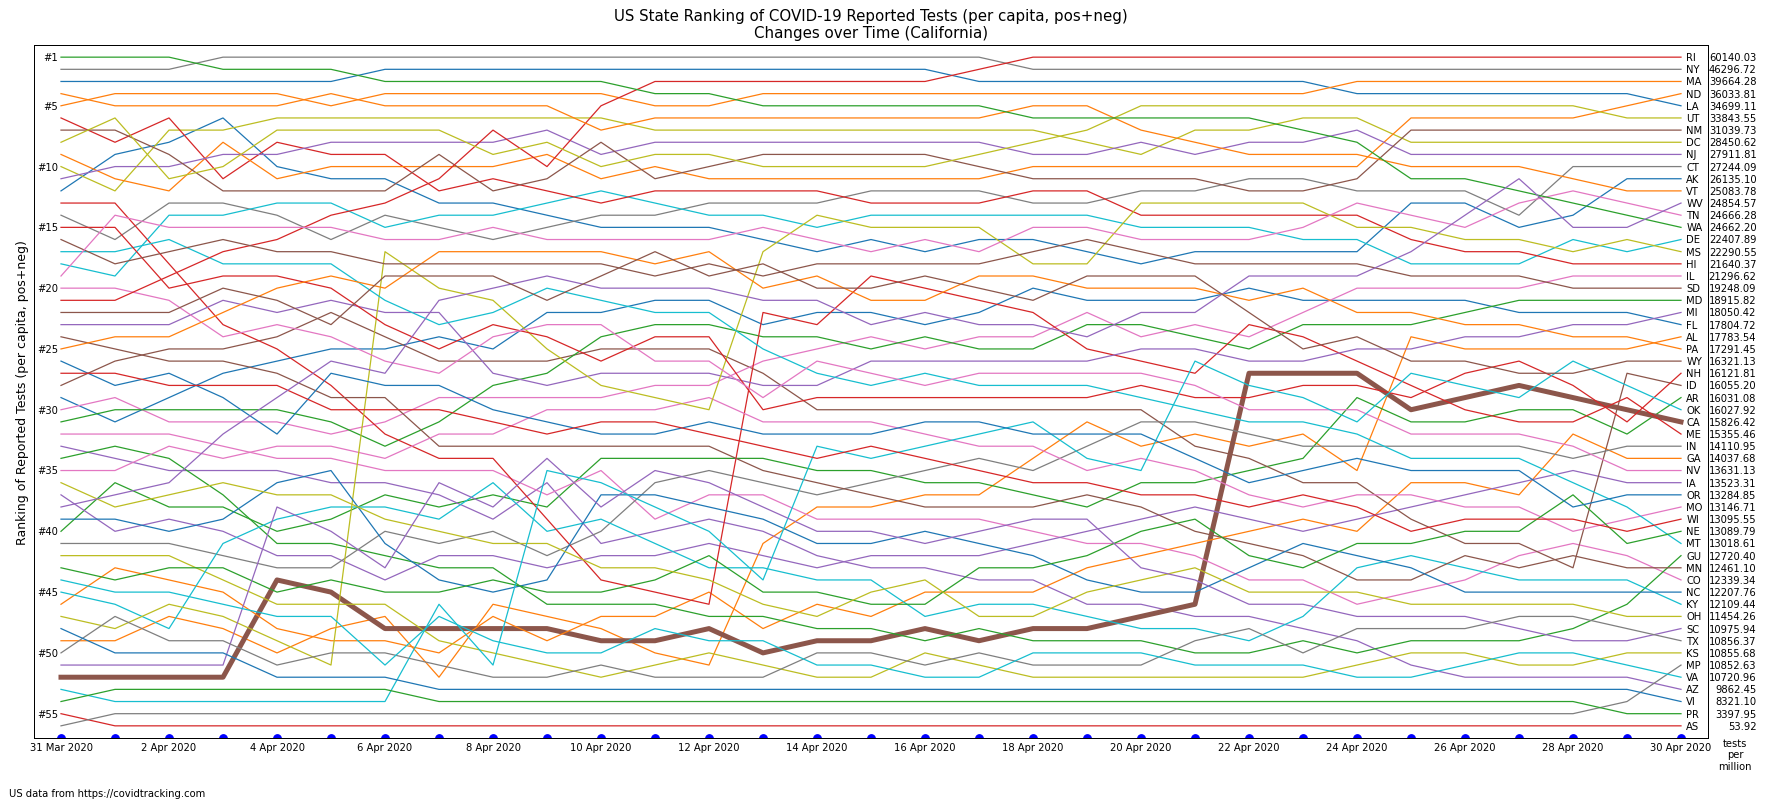 US State Ranking of COVID-19 Reported Tests (per capita, pos+neg)
Changes over Time (California)
Ranking of Reported Tests (per capita, pos+neg)
#1
#5
#10
#15
#20
#25
#30
#35
#40
#45
#50
#55
RI 60140.03
NY 46296.72
MA 39664.28
ND 36033.81
LA 34699.11
UT 33843.55
NM 31039.73
DC 28450.62
NJ 27911.81
CT 27244.09
AK 26135.10
VT 25083.78
WV 24854.57
TN 24666.28
WA 24662.20
DE 22407.89
MS 22290.55
HI 21640.37
IL 21296.62
SD 19248.09
MD 18915.82
MI 18050.42
FL 17804.72
AL 17783.54
PA 17291.45
WY 16321.13
NH 16121.81
ID 16055.20
AR 16031.08
OK 16027.92
CA 15826.42
ME 15355.46
IN 14110.95
GA 14037.68
NV 13631.13
IA 13523.31
OR 13284.85
MO 13146.71
WI 13095.55
NE 13089.79
MT 13018.61
GU 12720.40
MN 12461.10
CO 12339.34
NC 12207.76
KY 12109.44
OH 11454.26
SC 10975.94
TX 10856.37
KS 10855.68
MP 10852.63
VA 10720.96
AZ 9862.45
VI 8321.10
PR 3397.95
AS 53.92
31 Mar 2020 2 Apr 2020 4 Apr 2020 6 Apr 2020 8 Apr 2020 10 Apr 2020 12 Apr 2020 14 Apr 2020 16 Apr 2020 18 Apr 2020 20 Apr 2020 22 Apr 2020 24 Apr 2020 26 Apr 2020 28 Apr 2020 30 Apr 2020
tests
per
million
US data from https://covidtracking.com